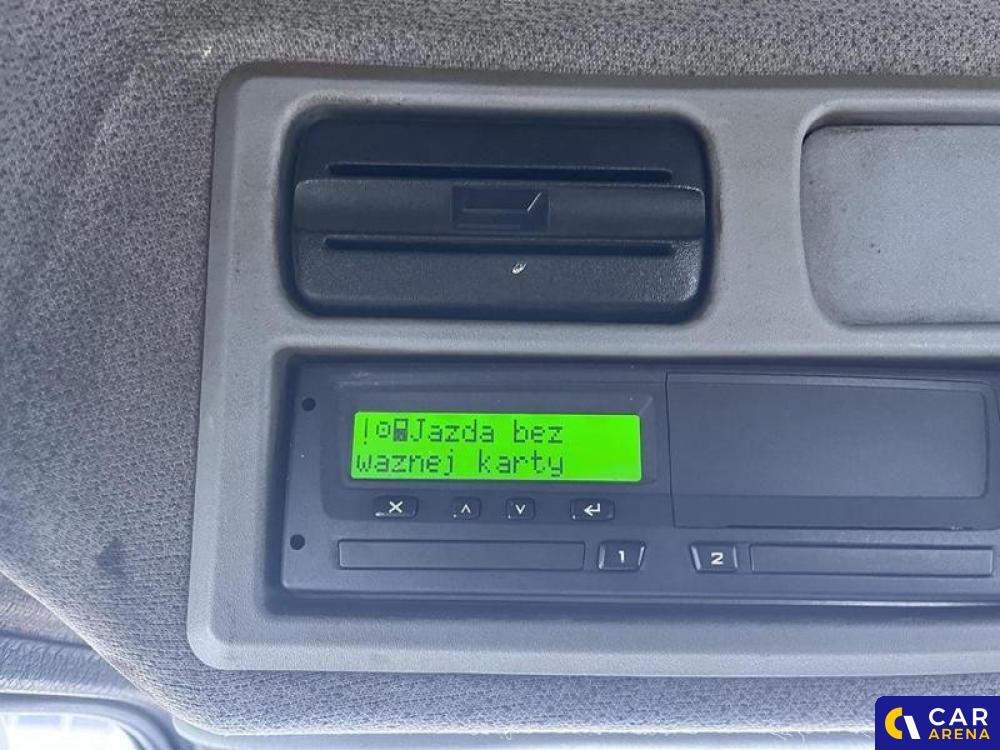 !Jazda bez
waznej karty
1 2
CAR
ARENA